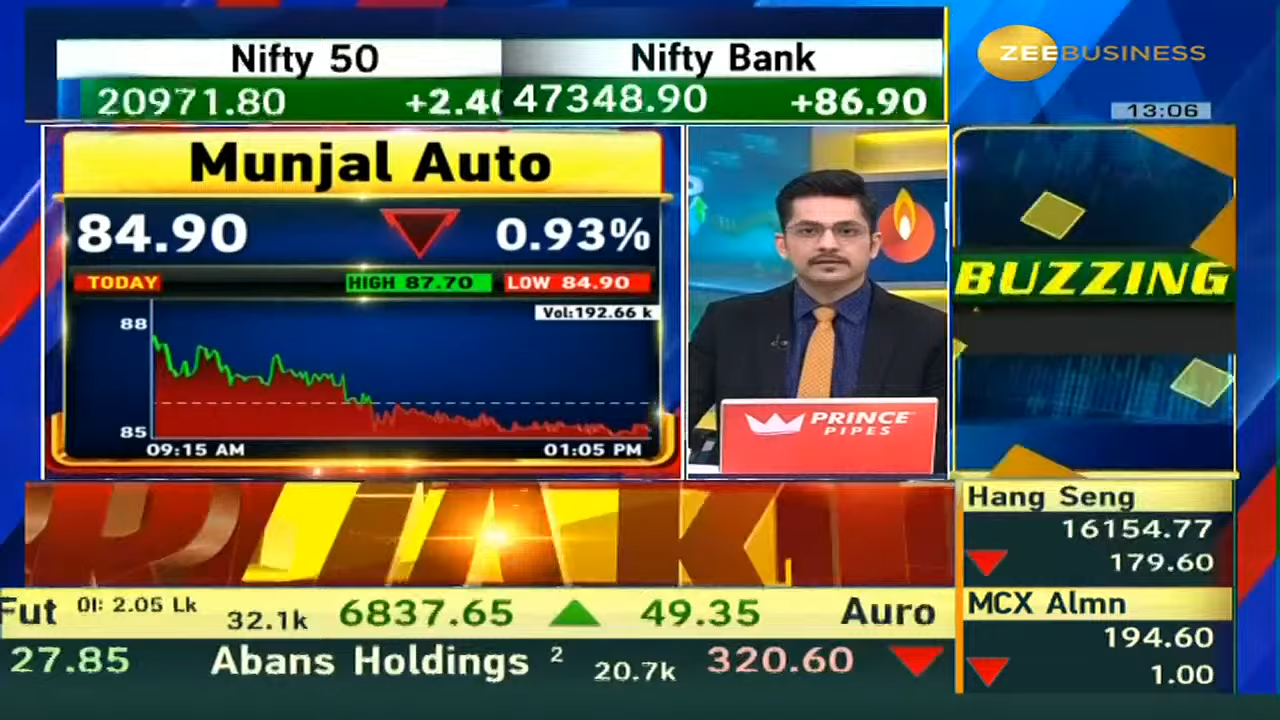 Nifty 50
Nifty Bank
20971.80
47348.90
+86.90
ZEEBUSINESS
13:06
Munjal Auto
84.90
0.93%
TODAY
HIGH 87.70
LOW 84.90
Vol:192.66 k
88
85
09:15 AM
01:05 PM
PRINCE
PIPES
BUZZING
Hang Seng
16154.77
179.60
MCX Almn
194.60
1.00
Fut OI: 2.05 Lk 32.1k 6837.65 49.35 Auro
27.85 Abans Holdings 2 20.7k 320.60